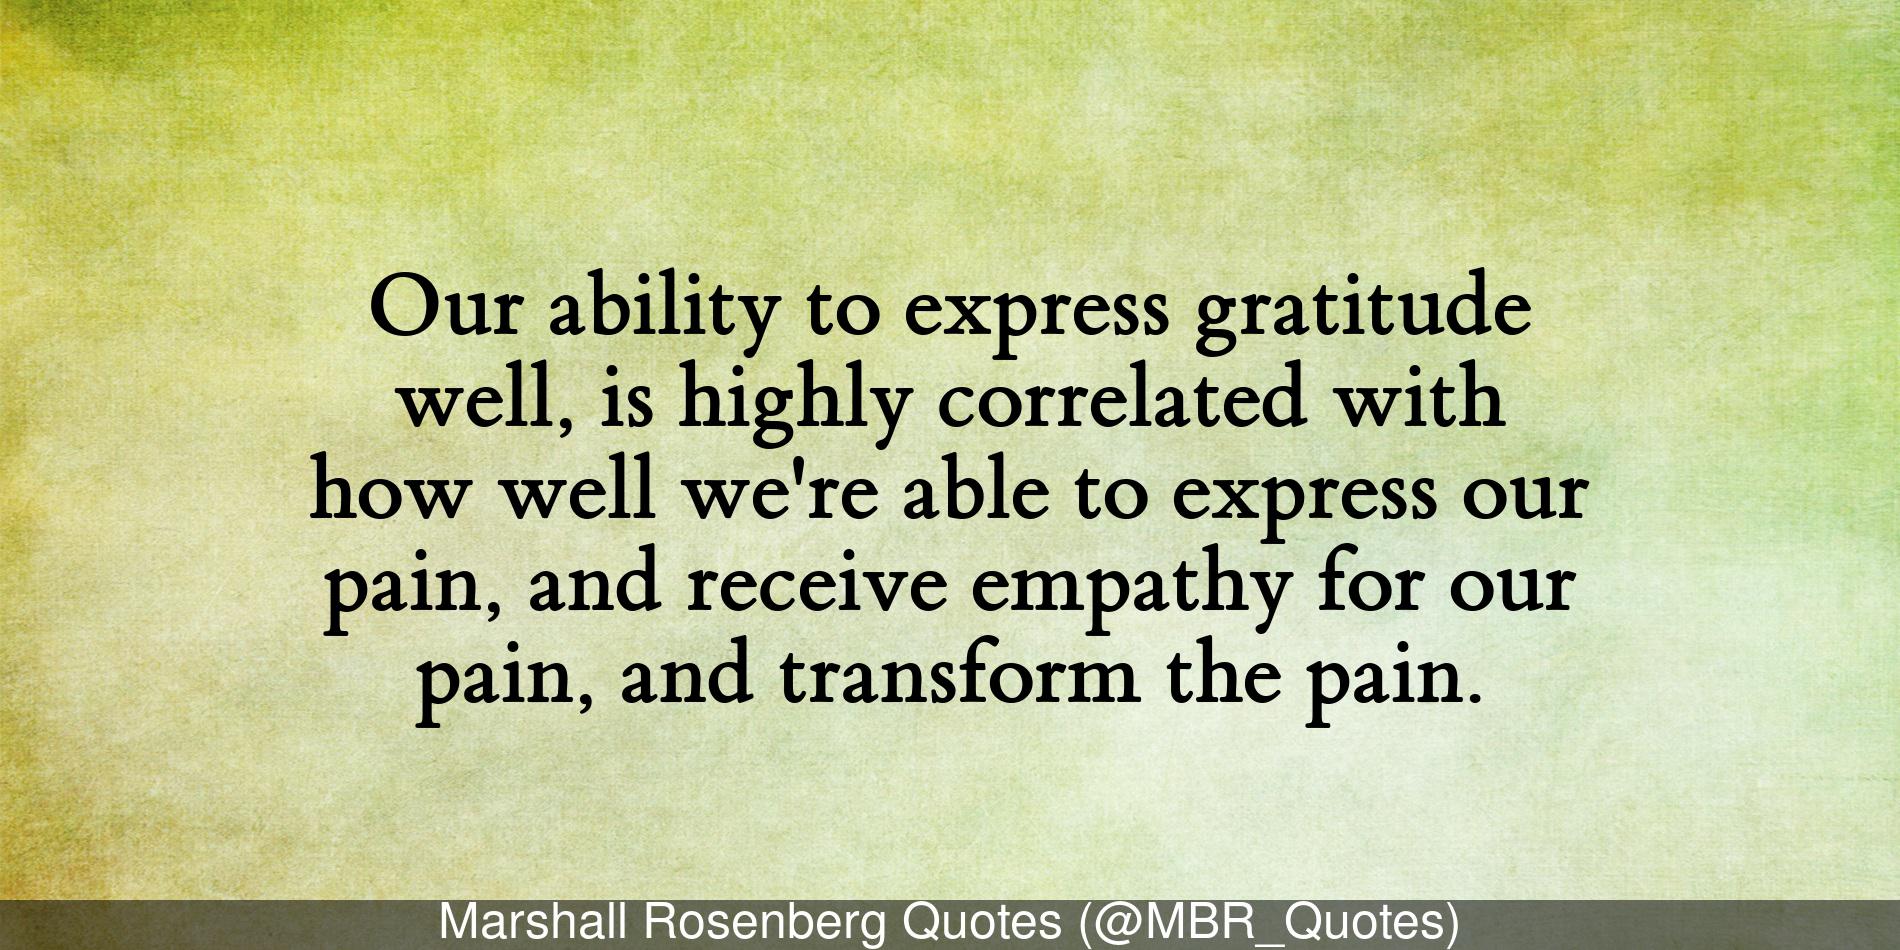 Our ability to express gratitude
well, is highly correlated with
how well we're able to express our
pain, and receive empathy for our
pain, and transform the pain.
Marshall Rosenberg Quotes (@MBR_Quotes)